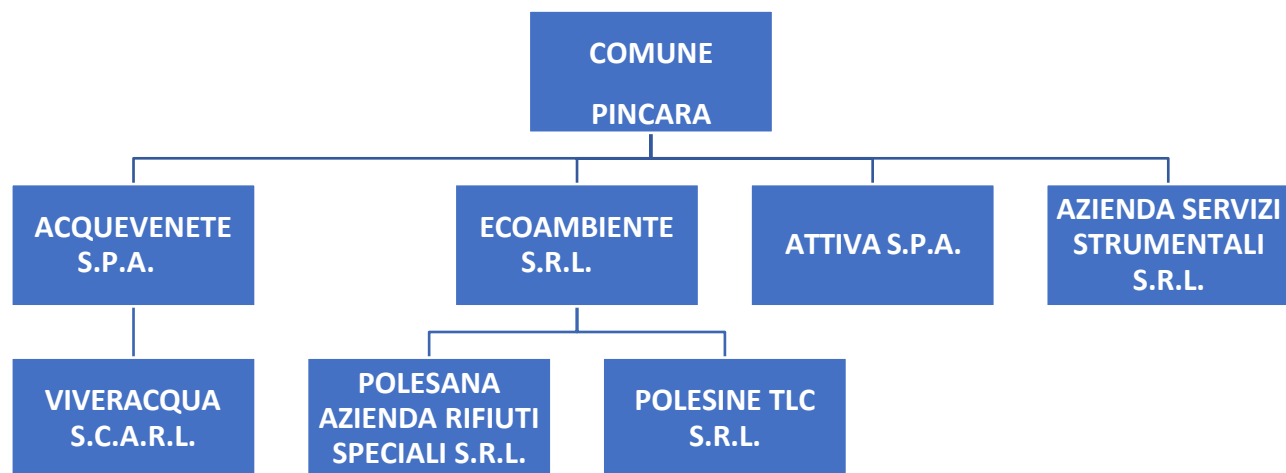 COMUNE
PINCARA
ACQUEVENETE
S.P.A.
ECOAMBIENTE
S.R.L.
ATTIVA S.P.A.
AZIENDA SERVIZI
STRUMENTALI
S.R.L.
VIVERACQUA
S.C.A.R.L.
POLESANA
AZIENDA RIFIUTI
SPECIALI S.R.L.
POLESINE TLC
S.R.L.